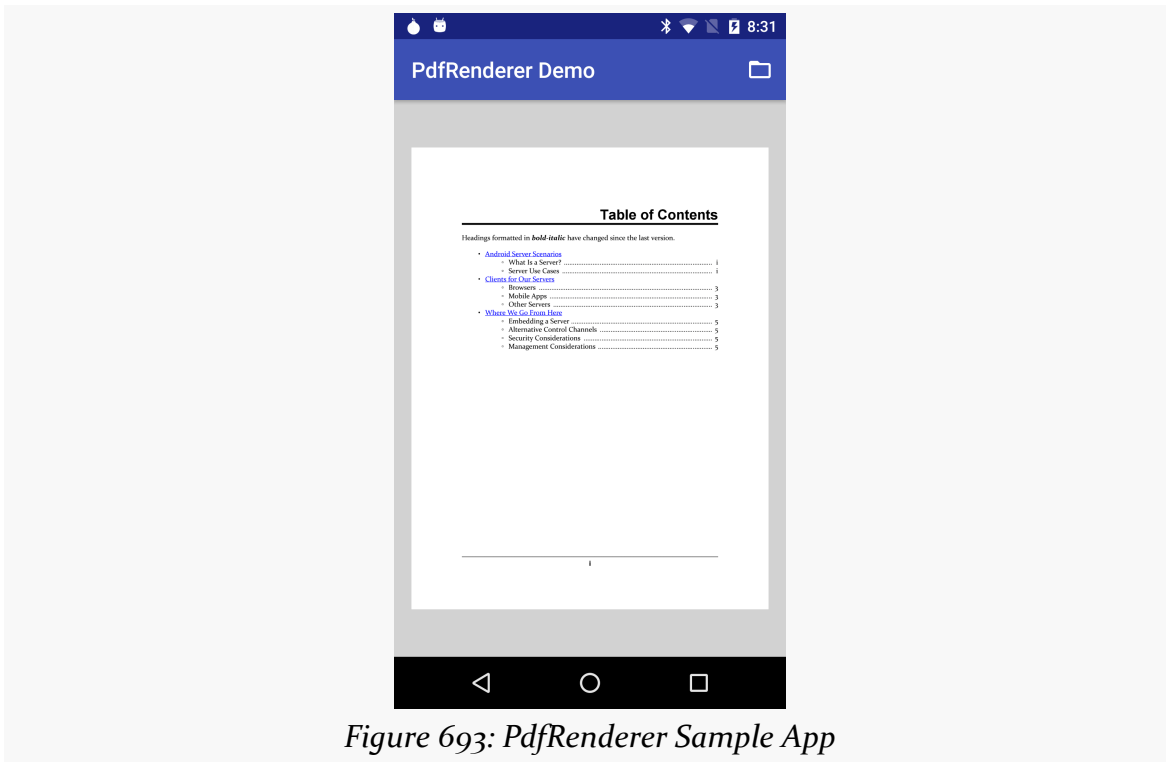 8:31
PdfRenderer Demo
Table of Contents
Headings formatted in bold-italic have changed since the last version.
• Android Server Scenarios
◦ What Is a Server? ........................................................................ i
◦ Server Use Cases ........................................................................ i
• Clients for Our Servers
◦ Browsers ........................................................................ 3
◦ Mobile Apps ........................................................................ 3
◦ Other Servers ........................................................................ 3
• Where We Go From Here
◦ Embedding a Server ........................................................................ 5
◦ Alternative Control Channels ........................................................................ 5
◦ Security Considerations ........................................................................ 5
◦ Management Considerations ........................................................................ 5
i
Figure 693: PdfRenderer Sample App